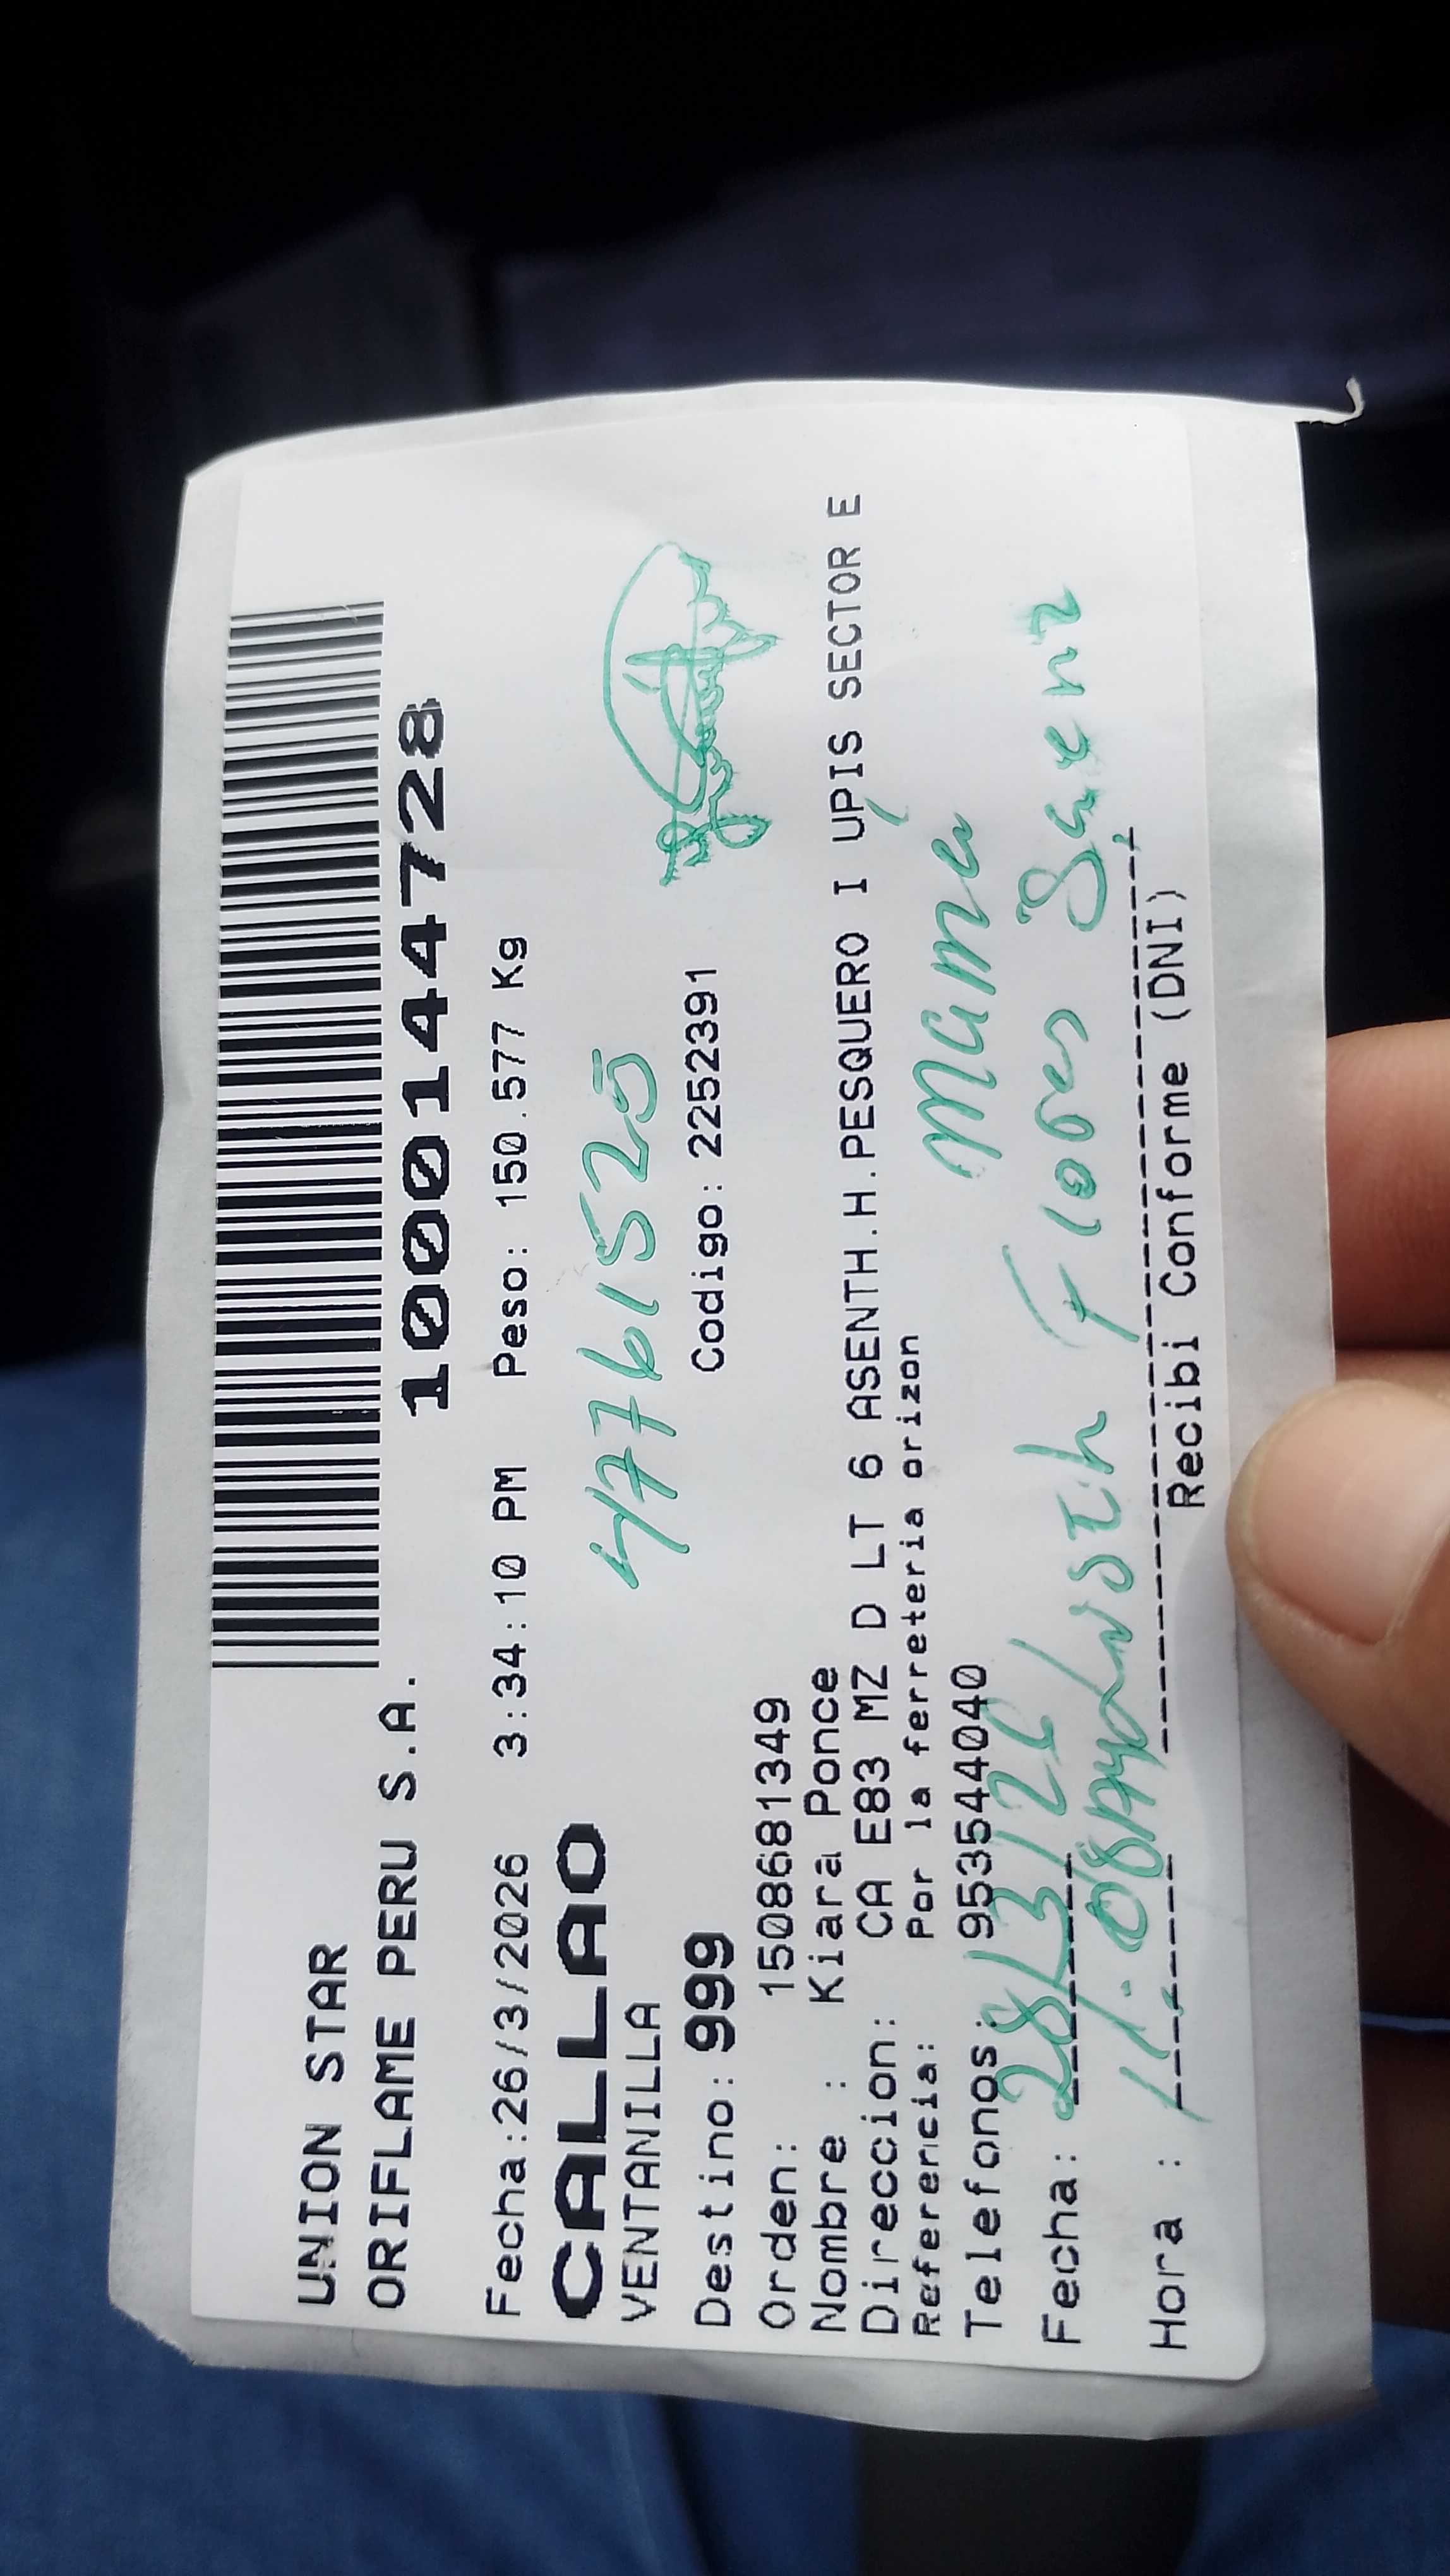 UNION STAR
ORIFLAME PERU S.A.
1000144728
Fecha:26/3/2026 3:34:10 PM Peso: 150.577 Kg
CALLAO
VENTANILLA
47761525
Destino: 999 Codigo: 2252391
Orden: 1508681349
Nombre : Kiara Ponce
Direccion: CA E83 MZ D LT 6 ASENTH.H.PESQUERO I UPIS SECTOR E
Referencia: Por la ferreteria orizon
Telefonos: 953544040
mama
Fecha: 28/3/26
Flores Saenz
Hora : 11:08
Recibi Conforme (DNI)